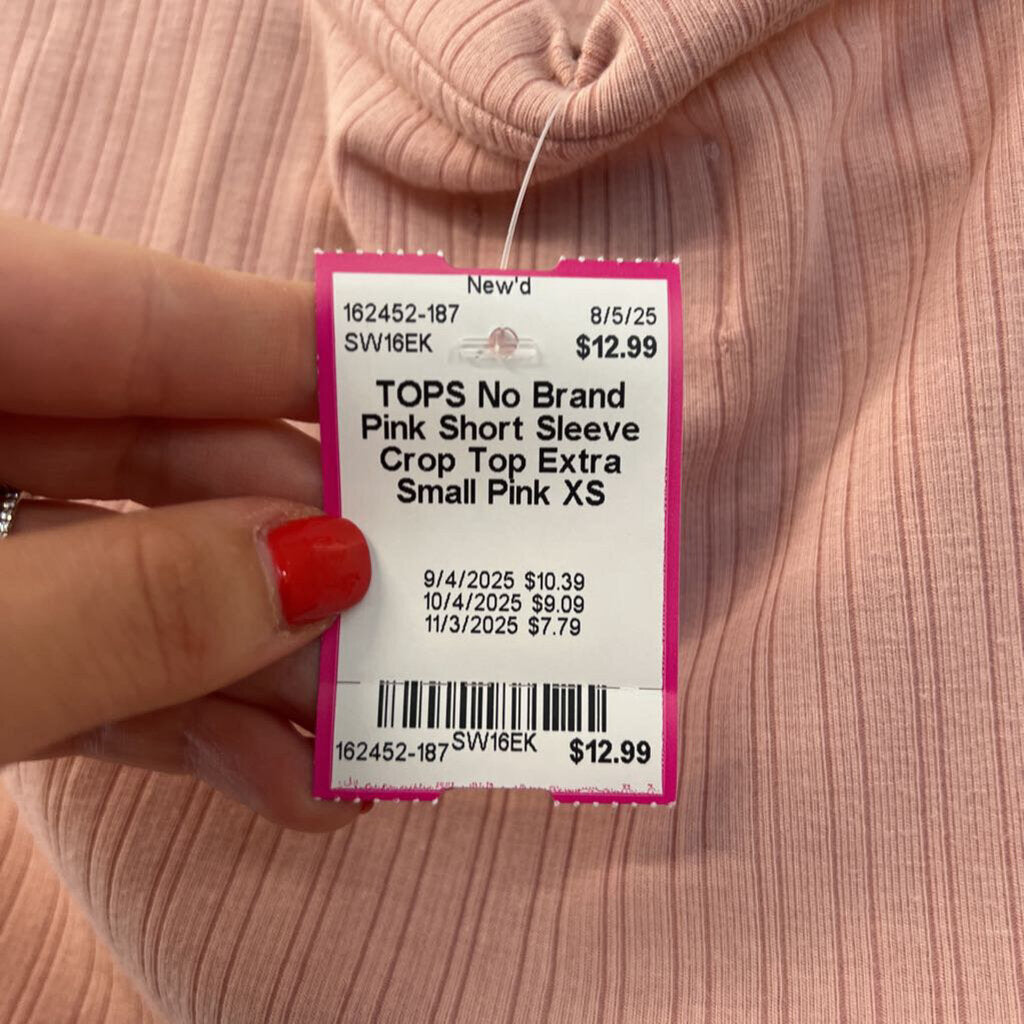 New'd
162452-187 8/5/25
SW16EK $12.99
TOPS No Brand
Pink Short Sleeve
Crop Top Extra
Small Pink XS
9/4/2025 $10.39
10/4/2025 $9.09
11/3/2025 $7.79
162452-187 SW16EK $12.99